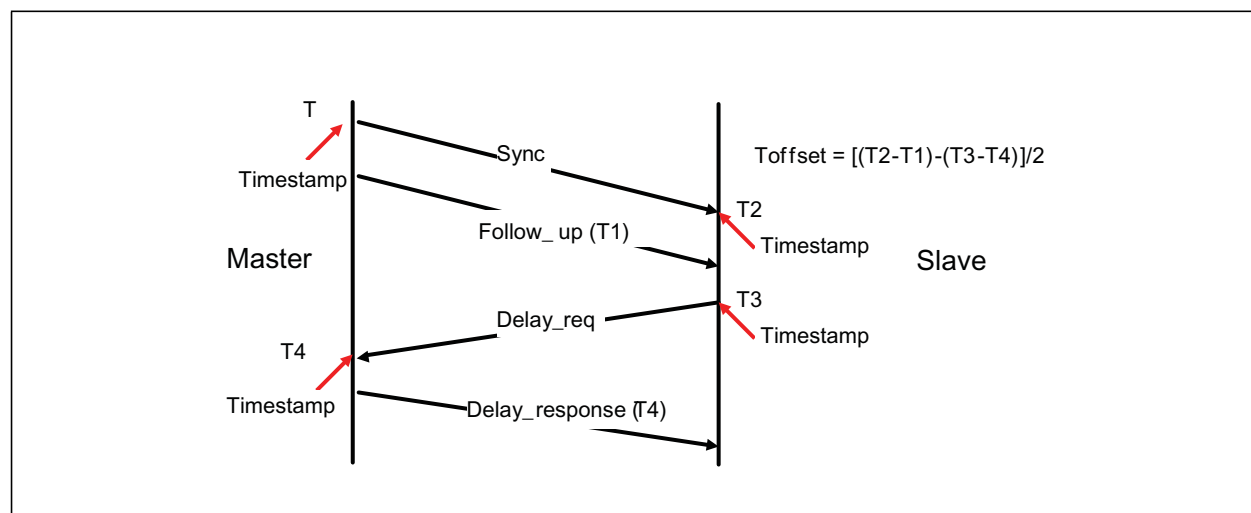 T
Timestamp
Sync
Toffset = [(T2-T1)-(T3-T4)]/2
T2
Timestamp
Follow_ up (T1)
Master
Slave
T3
Timestamp
Delay_req
T4
Timestamp
Delay_response (T4)